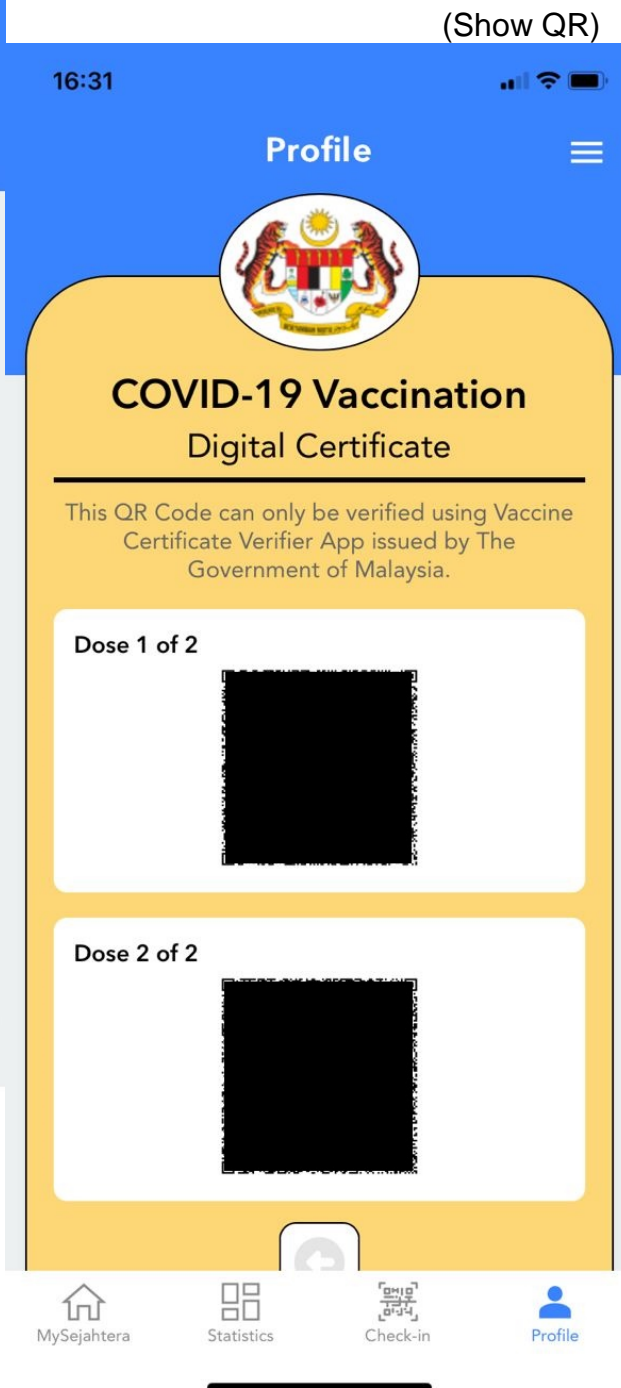 (Show QR)
16:31
Profile
COVID-19 Vaccination
Digital Certificate
This QR Code can only be verified using Vaccine
Certificate Verifier App issued by The
Government of Malaysia.
Dose 1 of 2
Dose 2 of 2
MySejahtera
Statistics
Check-in
Profile